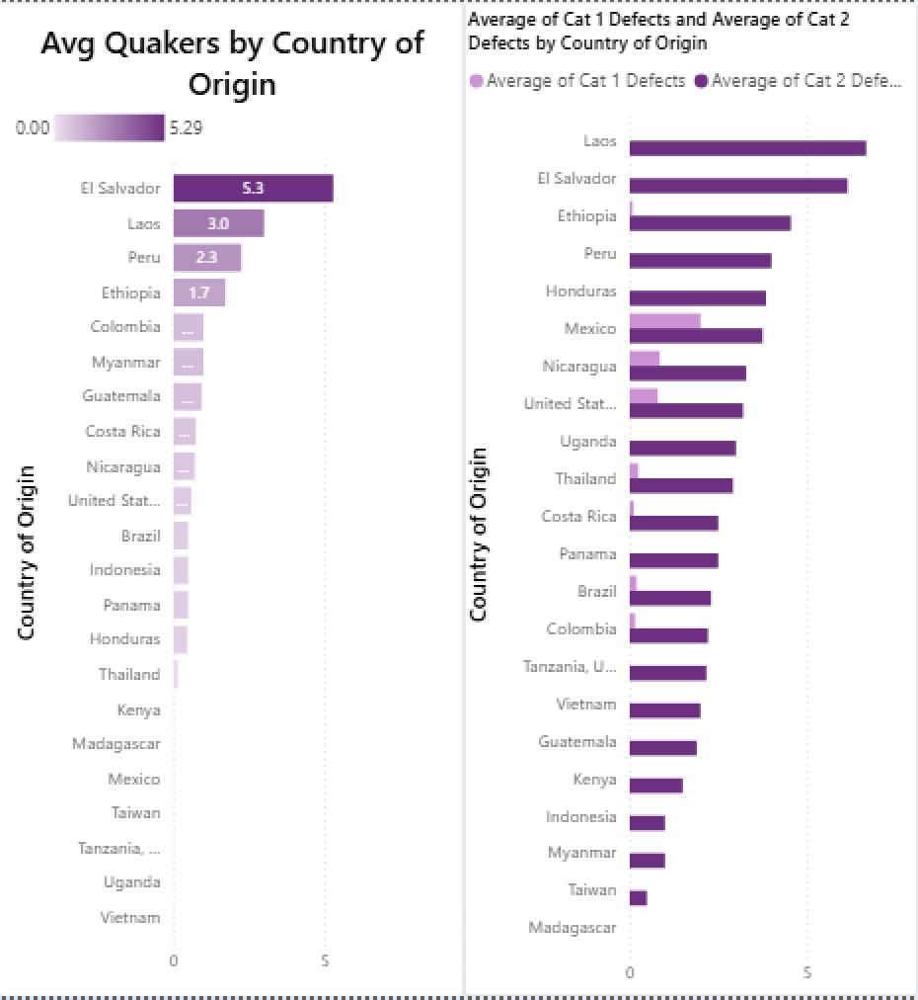 Avg Quakers by Country of
Origin
0.00 5.29
Country of Origin
El Salvador 5.3
Laos 3.0
Peru 2.3
Ethiopia 1.7
Colombia ...
Myanmar ...
Guatemala ...
Costa Rica ...
Nicaragua ...
United Stat... ...
Brazil
Indonesia
Panama
Honduras
Thailand
Kenya
Madagascar
Mexico
Taiwan
Tanzania, ...
Uganda
Vietnam
0 5
Average of Cat 1 Defects and Average of Cat 2
Defects by Country of Origin
Average of Cat 1 Defects Average of Cat 2 Defe...
Country of Origin
Laos
El Salvador
Ethiopia
Peru
Honduras
Mexico
Nicaragua
United Stat...
Uganda
Thailand
Costa Rica
Panama
Brazil
Colombia
Tanzania, U...
Vietnam
Guatemala
Kenya
Indonesia
Myanmar
Taiwan
Madagascar
0 5